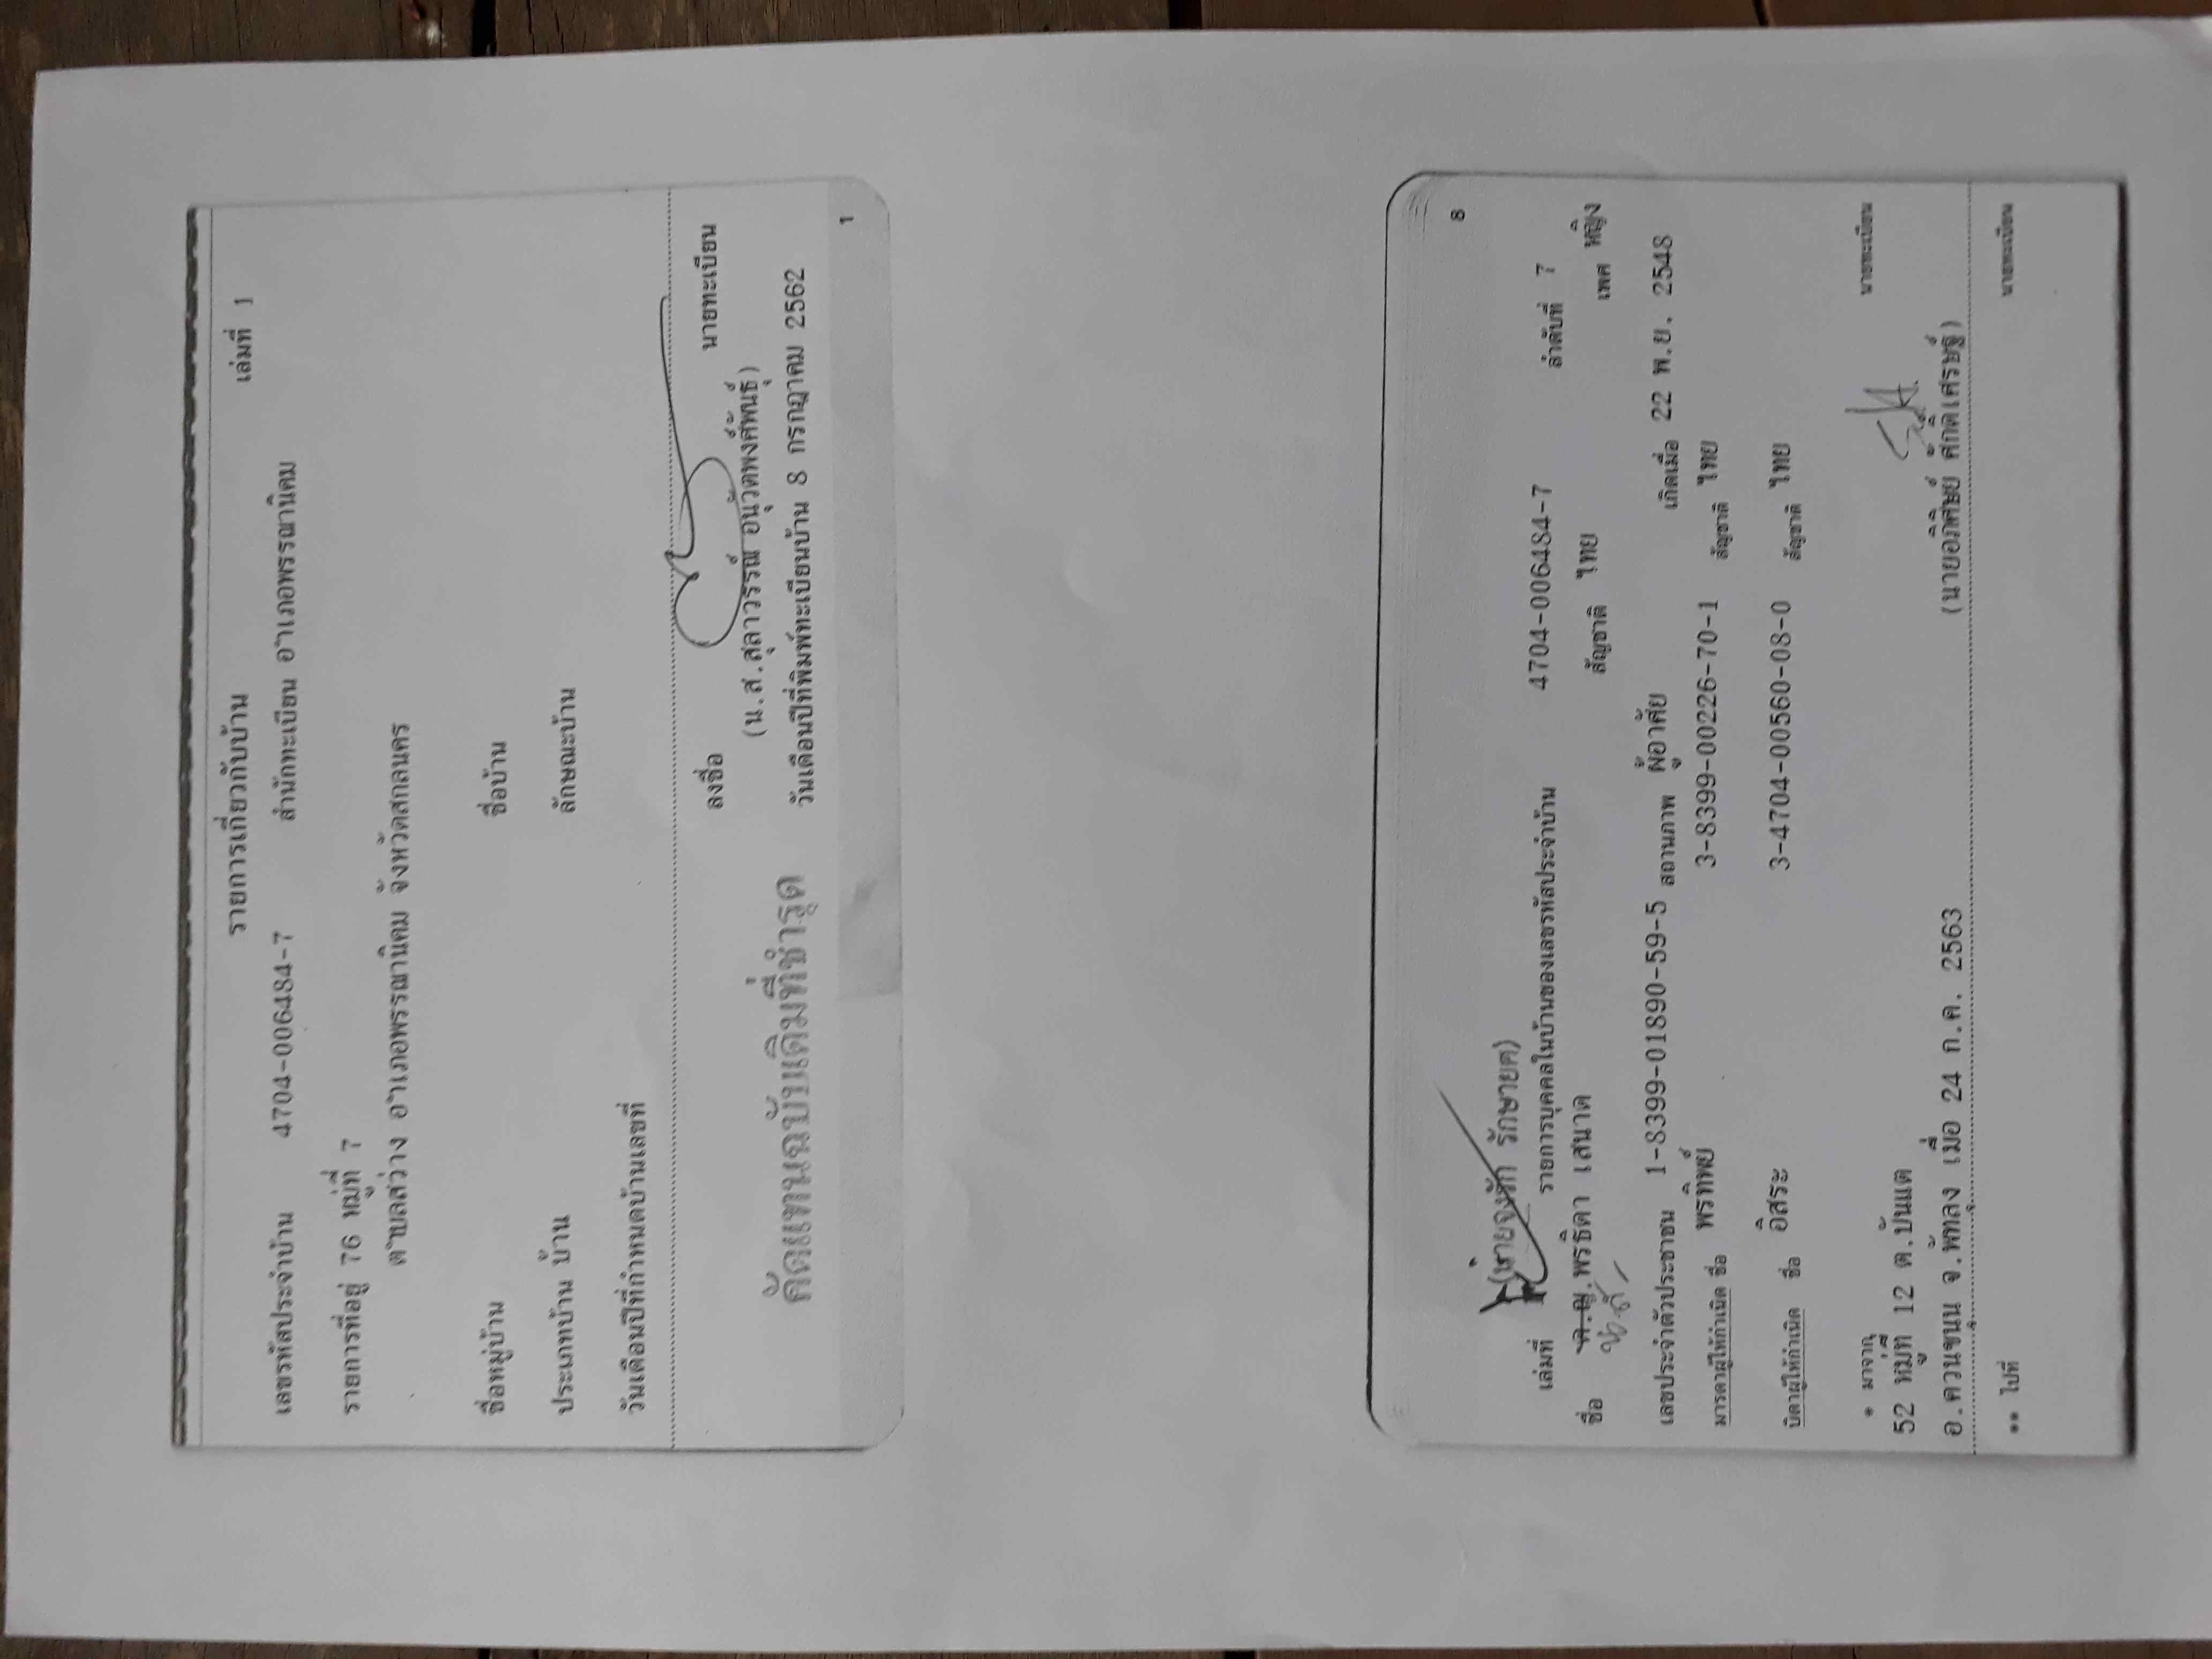 รายการเกี่ยวกับบ้าน เล่มที่ 1
เลขรหัสประจำบ้าน 4704-006484-7 สำนักทะเบียน อำเภอพรรณานิคม
รายการที่อยู่ 76 หมู่ที่ 7
ตำบลสว่าง อำเภอพรรณานิคม จังหวัดสกลนคร
ชื่อหมู่บ้าน ชื่อบ้าน
ประเภทบ้าน บ้าน ลักษณะบ้าน
วันเดือนปีที่กำหนดบ้านเลขที่
ลงชื่อ นายทะเบียน
(น.ส.สุลาวรรณ์ อนุวัตพงศ์พันธุ์)
คัดแทนฉบับเดิมที่ชำรุด วันเดือนปีที่พิมพ์ทะเบียนบ้าน 8 กรกฎาคม 2562
1
8
(นายจงรัก รักษายศ)
เล่มที่ 1 รายการบุคคลในบ้านของเลขรหัสประจำบ้าน 4704-006484-7 ลำดับที่ 7
ชื่อ ด.ญ.พรธิดา เสนาค สัญชาติ ไทย เพศ หญิง
น.ส.
เลขประจำตัวประชาชน 1-8399-01890-59-5 สถานภาพ ผู้อาศัย เกิดเมื่อ 22 พ.ย. 2548
มารดาผู้ให้กำเนิด ชื่อ พรทิพย์ 3-8399-00226-70-1 สัญชาติ ไทย
บิดาผู้ให้กำเนิด ชื่อ อิสระ 3-4704-00560-08-0 สัญชาติ ไทย
* มาจาก
52 หมู่ที่ 12 ต.ปันแต นายทะเบียน
อ.ควนขนุน จ.พัทลุง เมื่อ 24 ก.ค. 2563 (นายอภิศิษฎ์ ศักดิ์เศรษฐ์)
** ไปที่ นายทะเบียน